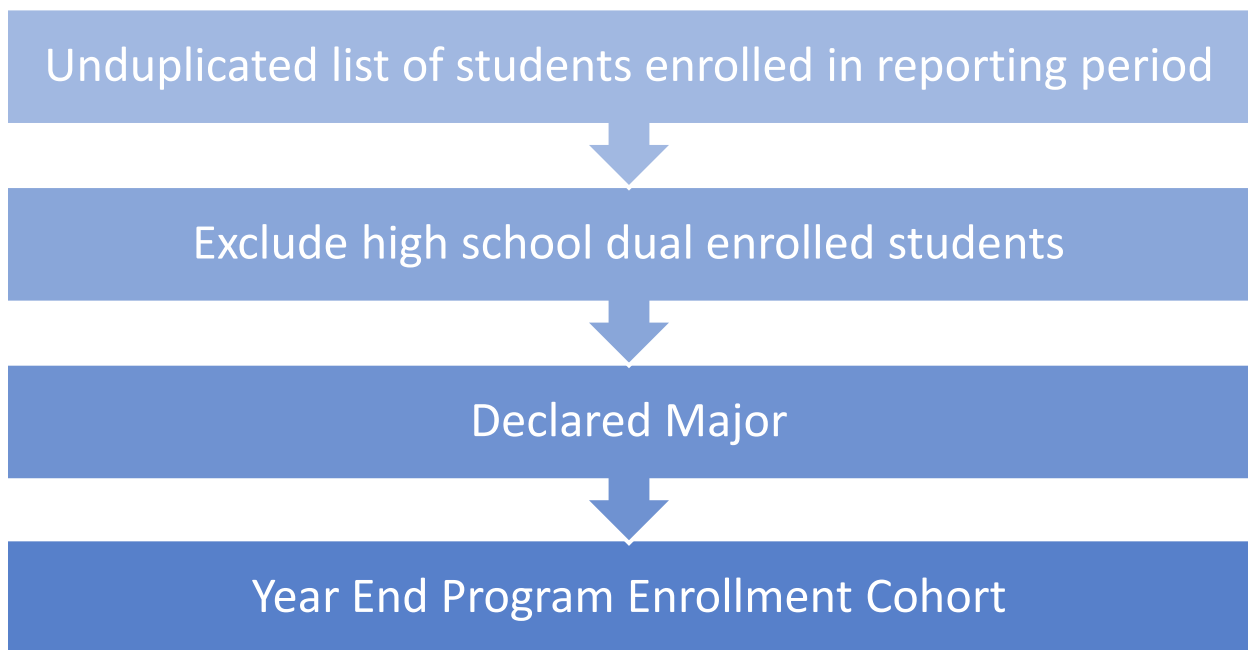 Unduplicated list of students enrolled in reporting period
Exclude high school dual enrolled students
Declared Major
Year End Program Enrollment Cohort